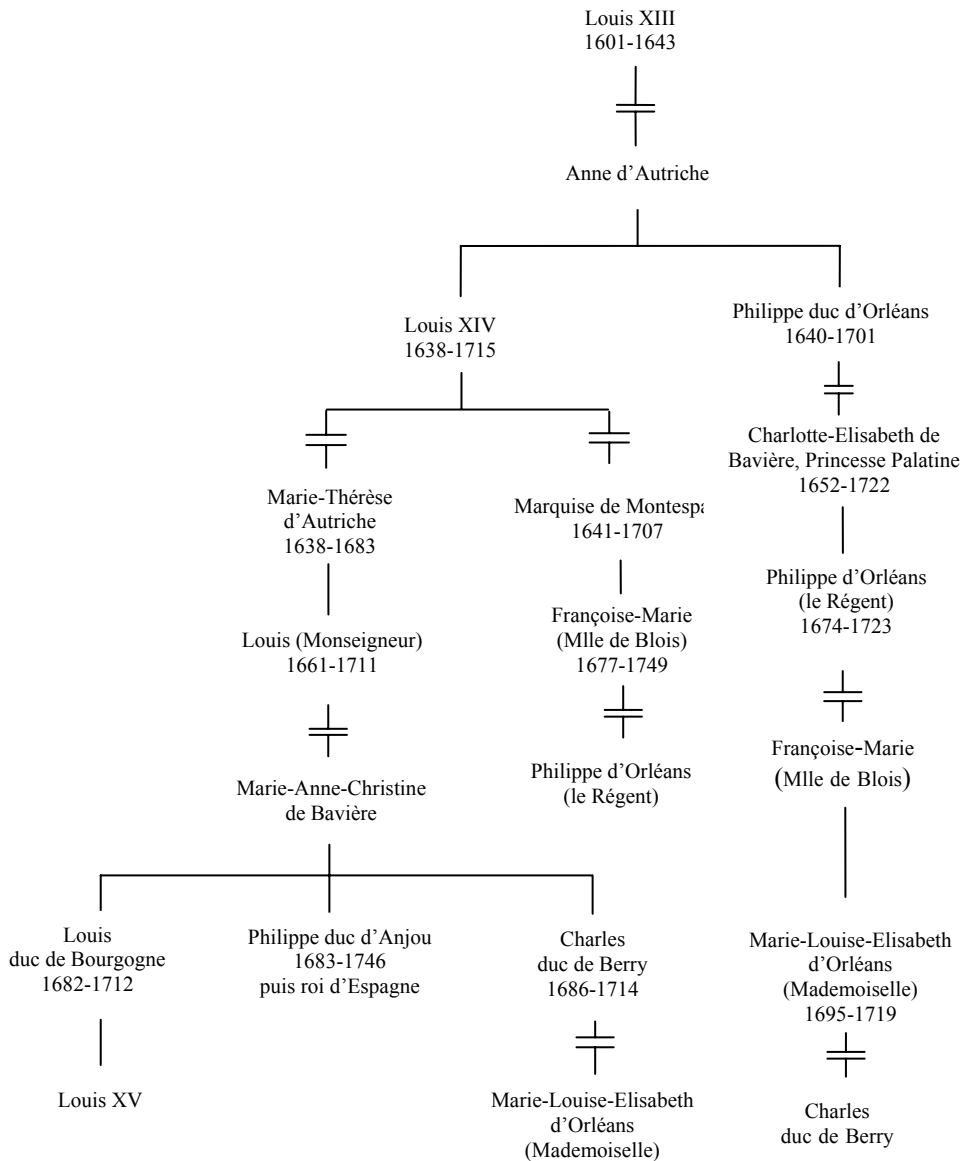 Louis XIII
1601-1643
Anne d’Autriche
Louis XIV
1638-1715
Philippe duc d’Orléans
1640-1701
Marie-Thérèse
d’Autriche
1638-1683
Marquise de Montespa
1641-1707
Charlotte-Elisabeth de
Bavière, Princesse Palatine
1652-1722
Louis (Monseigneur)
1661-1711
Françoise-Marie
(Mlle de Blois)
1677-1749
Philippe d’Orléans
(le Régent)
1674-1723
Marie-Anne-Christine
de Bavière
Philippe d’Orléans
(le Régent)
Françoise-Marie
(Mlle de Blois)
Louis
duc de Bourgogne
1682-1712
Philippe duc d’Anjou
1683-1746
puis roi d’Espagne
Charles
duc de Berry
1686-1714
Marie-Louise-Elisabeth
d’Orléans
(Mademoiselle)
1695-1719
Louis XV
Marie-Louise-Elisabeth
d’Orléans
(Mademoiselle)
Charles
duc de Berry